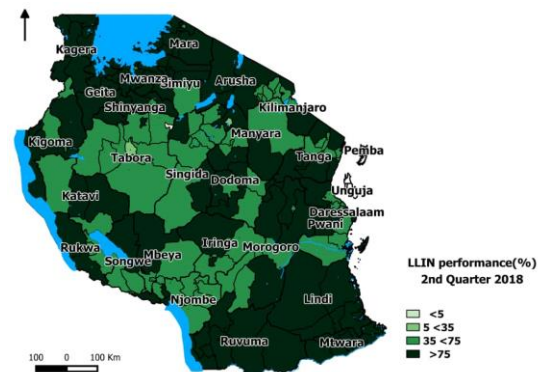 Kagera
Mara
Mwanza
Simiyu
Arusha
Geita
Shinyanga
Kilimanjaro
Manyara
Kigoma
Tabora
Tanga
Pemba
Singida
Dodoma
Unguja
Katavi
Daressalaam
Pwani
Iringa
Morogoro
Rukwa
Mbeya
Songwe
Njombe
Lindi
Ruvuma
Mtwara
LLIN performance(%)
2nd Quarter 2018
<5
5 <35
35 <75
>75
100 0 100 Km